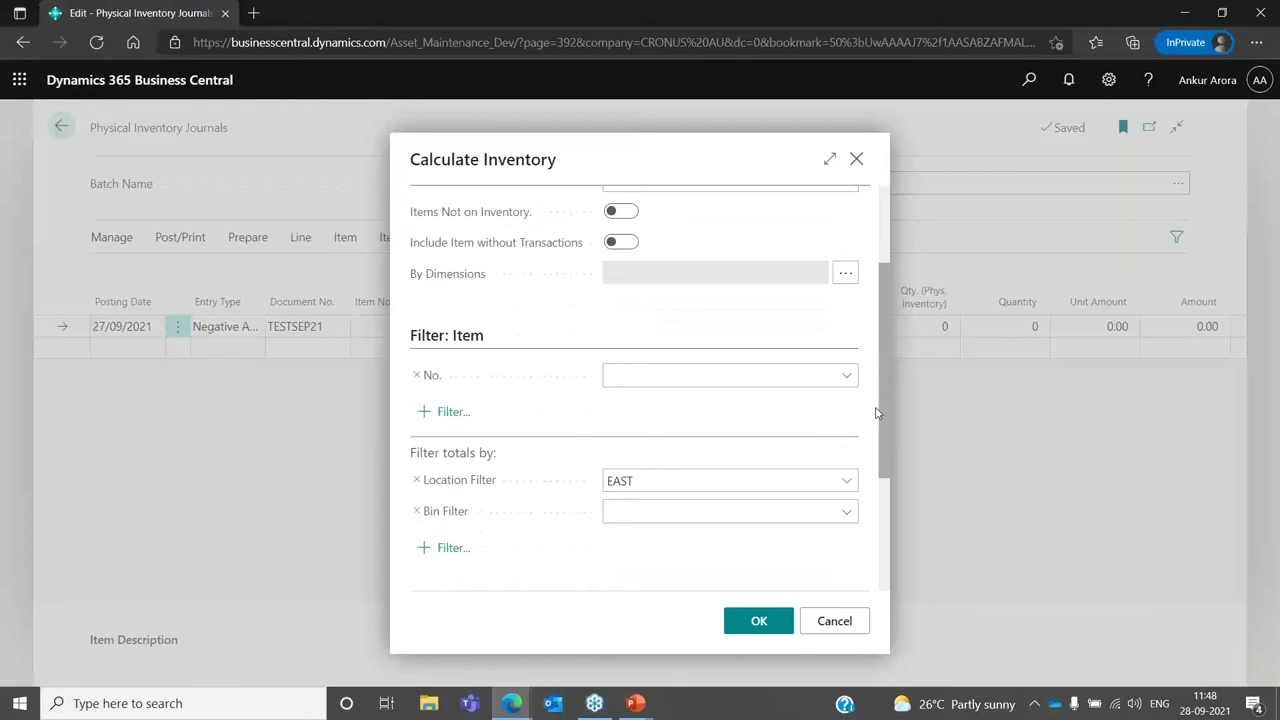 Edit - Physical Inventory Journals
https://businesscentral.dynamics.com/Asset_Maintenance_Dev/?page=392&company=CRONUS%20AU&dc=0&bookmark=50%3bUwAAAAJ7%2f1AASABZAFMAL...
InPrivate
Dynamics 365 Business Central
Ankur Arora
AA
Physical Inventory Journals
Saved
Batch Name
Manage Post/Print Prepare Line Item
Posting Date Entry Type Document No. Qty. (Phys. Inventory) Quantity Unit Amount Amount
27/09/2021 Negative A... TESTSEP21 0 0 0.00 0.00
Calculate Inventory
Items Not on Inventory.
Include Item without Transactions
By Dimensions
Filter: Item
No.
Filter...
Filter totals by:
Location Filter EAST
Bin Filter
Filter...
OK Cancel
Item Description
Type here to search
26°C Partly sunny
ENG
11:48
28-09-2021
4